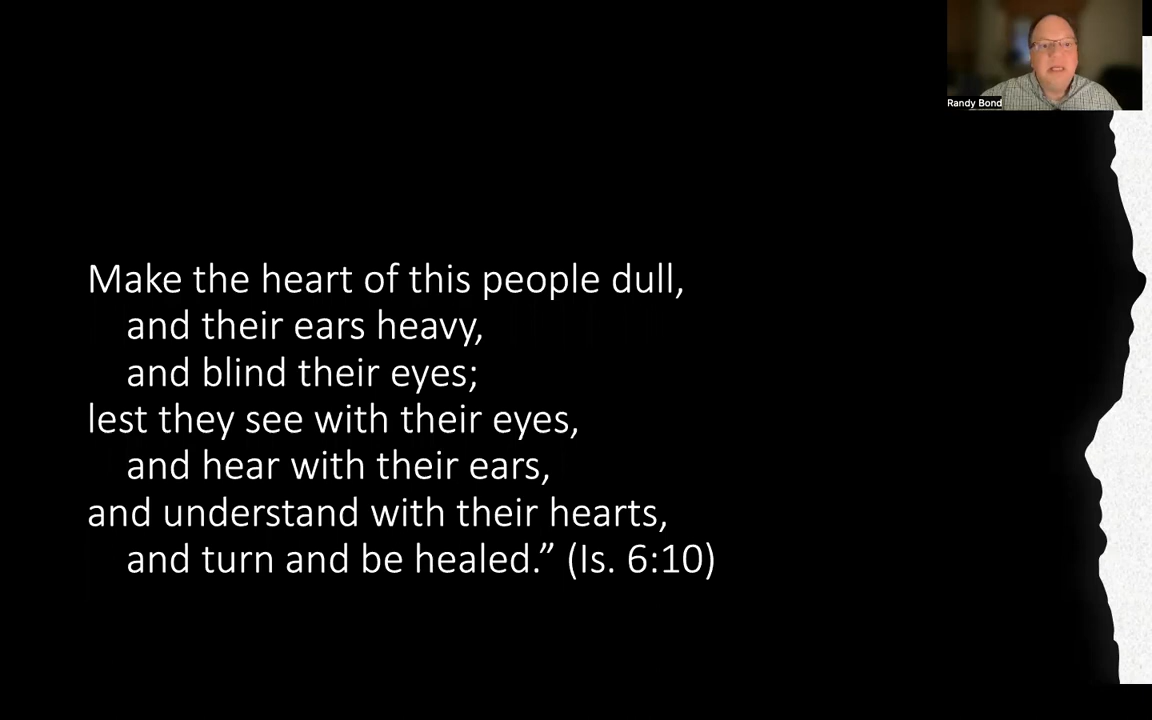 Randy Bond
Make the heart of this people dull,
and their ears heavy,
and blind their eyes;
lest they see with their eyes,
and hear with their ears,
and understand with their hearts,
and turn and be healed.” (Is. 6:10)